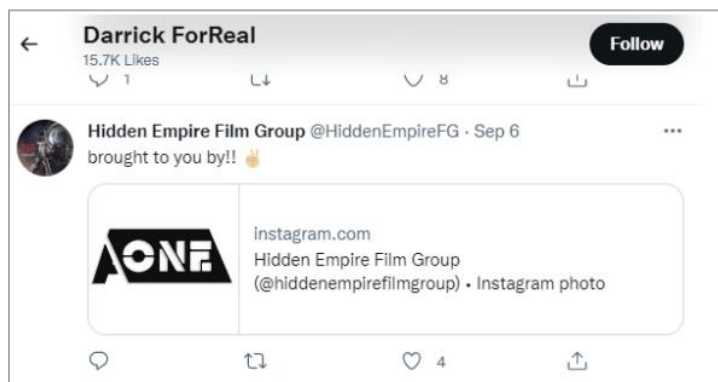 Darrick ForReal
Follow
15.7K Likes
1
8
Hidden Empire Film Group @HiddenEmpireFG · Sep 6
brought to you by!! ✌🏼
AONE
instagram.com
Hidden Empire Film Group
(@hiddenempirefilmgroup) • Instagram photo
4